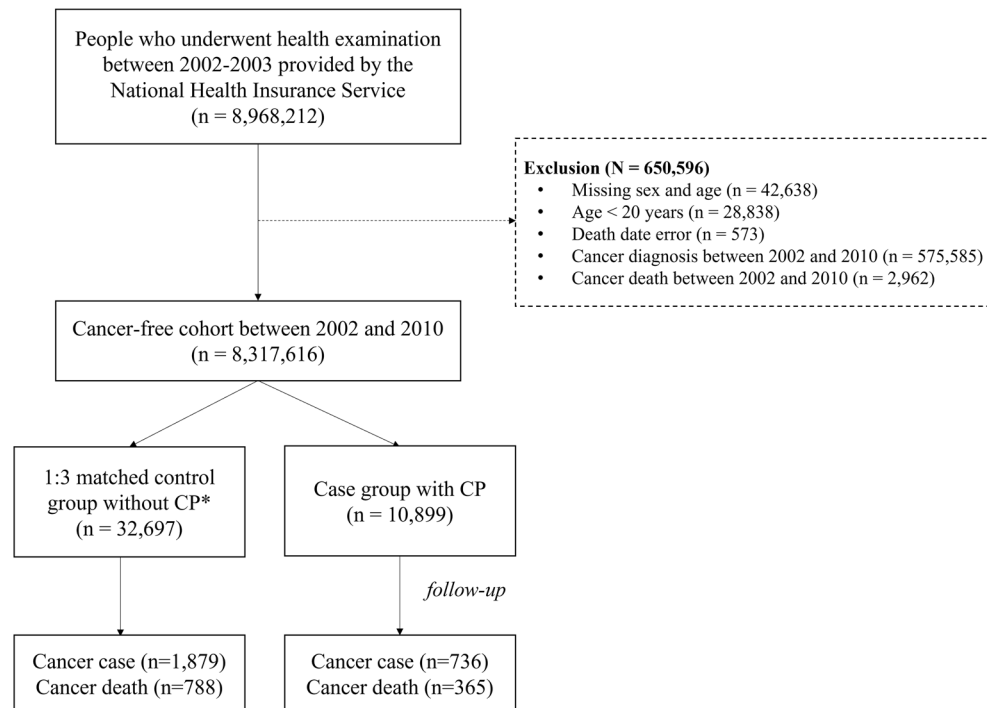 People who underwent health examination
between 2002-2003 provided by the
National Health Insurance Service
(n = 8,968,212)
Exclusion (N = 650,596)
• Missing sex and age (n = 42,638)
• Age < 20 years (n = 28,838)
• Death date error (n = 573)
• Cancer diagnosis between 2002 and 2010 (n = 575,585)
• Cancer death between 2002 and 2010 (n = 2,962)
Cancer-free cohort between 2002 and 2010
(n = 8,317,616)
1:3 matched control
group without CP*
(n = 32,697)
Case group with CP
(n = 10,899)
follow-up
Cancer case (n=1,879)
Cancer death (n=788)
Cancer case (n=736)
Cancer death (n=365)